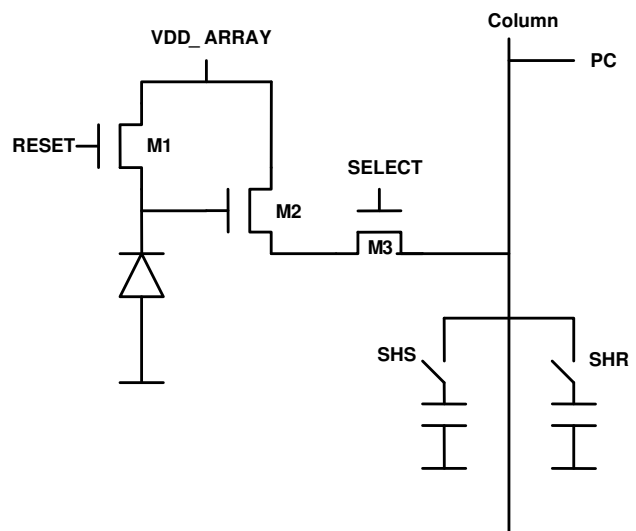 Column
VDD_ ARRAY
PC
RESET
M1
SELECT
M2
M3
SHS
SHR